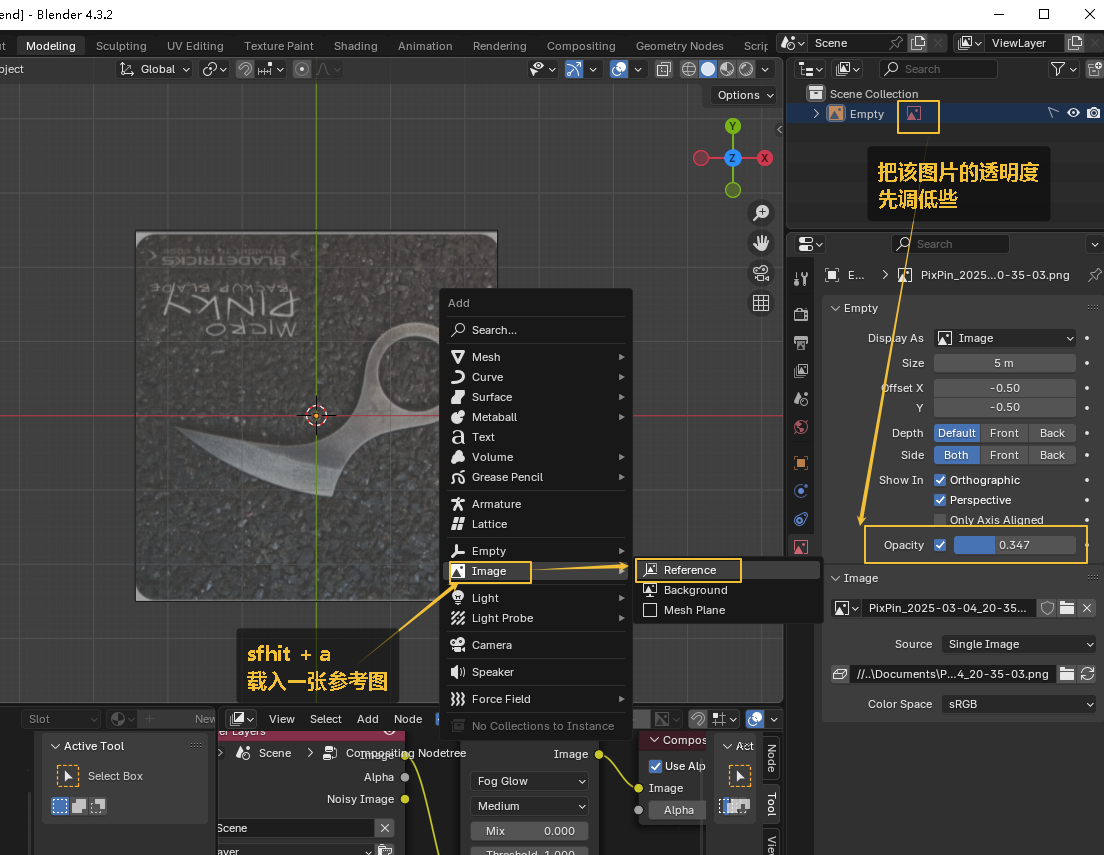 end] - Blender 4.3.2
ut
Modeling
Sculpting
UV Editing
Texture Paint
Shading
Animation
Rendering
Compositing
Geometry Nodes
Scrip
Scene
ViewLayer
oject
Global
Options
Search
Scene Collection
Empty
把该图片的透明度
先调低些
Y
Z
X
Search
E...
PixPin_2025...0-35-03.png
Empty
Display As
Image
Size
5 m
Offset X
-0.50
Y
-0.50
Depth
Default
Front
Back
Side
Both
Front
Back
Show In
Orthographic
Perspective
Only Axis Aligned
Opacity
0.347
Image
PixPin_2025-03-04_20-35...
Source
Single Image
//..\Documents\P...4_20-35-03.png
Color Space
sRGB
BLADETRICKS
BACKUP BLADE
PINKY
MICRO
Add
Search...
Mesh
Curve
Surface
Metaball
Text
Volume
Grease Pencil
Armature
Lattice
Empty
Image
Light
Light Probe
Camera
Speaker
Force Field
No Collections to Instance
Reference
Background
Mesh Plane
sfhit + a
载入一张参考图
Slot
New
View
Select
Add
Node
Active Tool
Select Box
er Layers
Scene
Compositing Nodetree
Image
Alpha
Noisy Image
Scene
ayer
Image
Fog Glow
Medium
Mix
0.000
Threshold
1.000
Compos
Use Alp
Image
Alpha
Act
Node
Tool
Vie